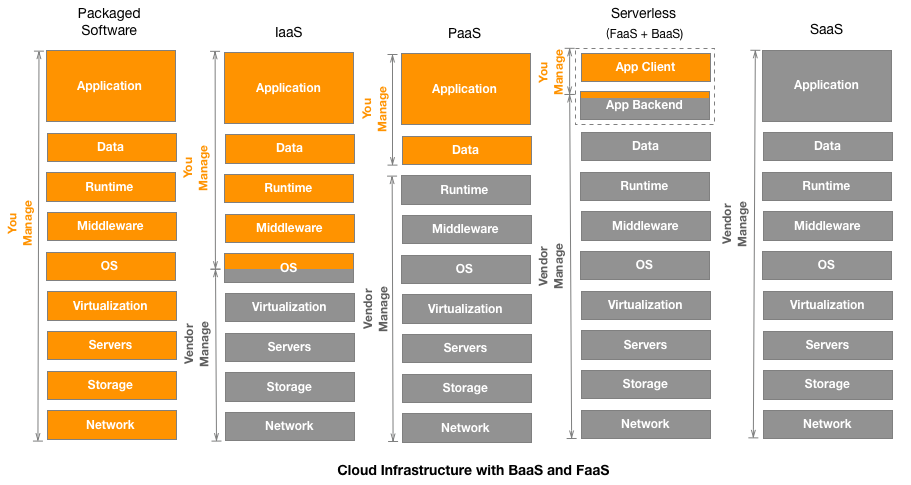 Packaged
Software
Application
Data
Runtime
Middleware
OS
Virtualization
Servers
Storage
Network
You
Manage
IaaS
Application
Data
Runtime
Middleware
OS
Virtualization
Servers
Storage
Network
You
Manage
Vendor
Manage
PaaS
Application
Data
Runtime
Middleware
OS
Virtualization
Servers
Storage
Network
You
Manage
Vendor
Manage
Serverless
(FaaS + BaaS)
App Client
App Backend
Data
Runtime
Middleware
OS
Virtualization
Servers
Storage
Network
You
Manage
Vendor
Manage
SaaS
Application
Data
Runtime
Middleware
OS
Virtualization
Servers
Storage
Network
Vendor
Manage
Cloud Infrastructure with BaaS and FaaS